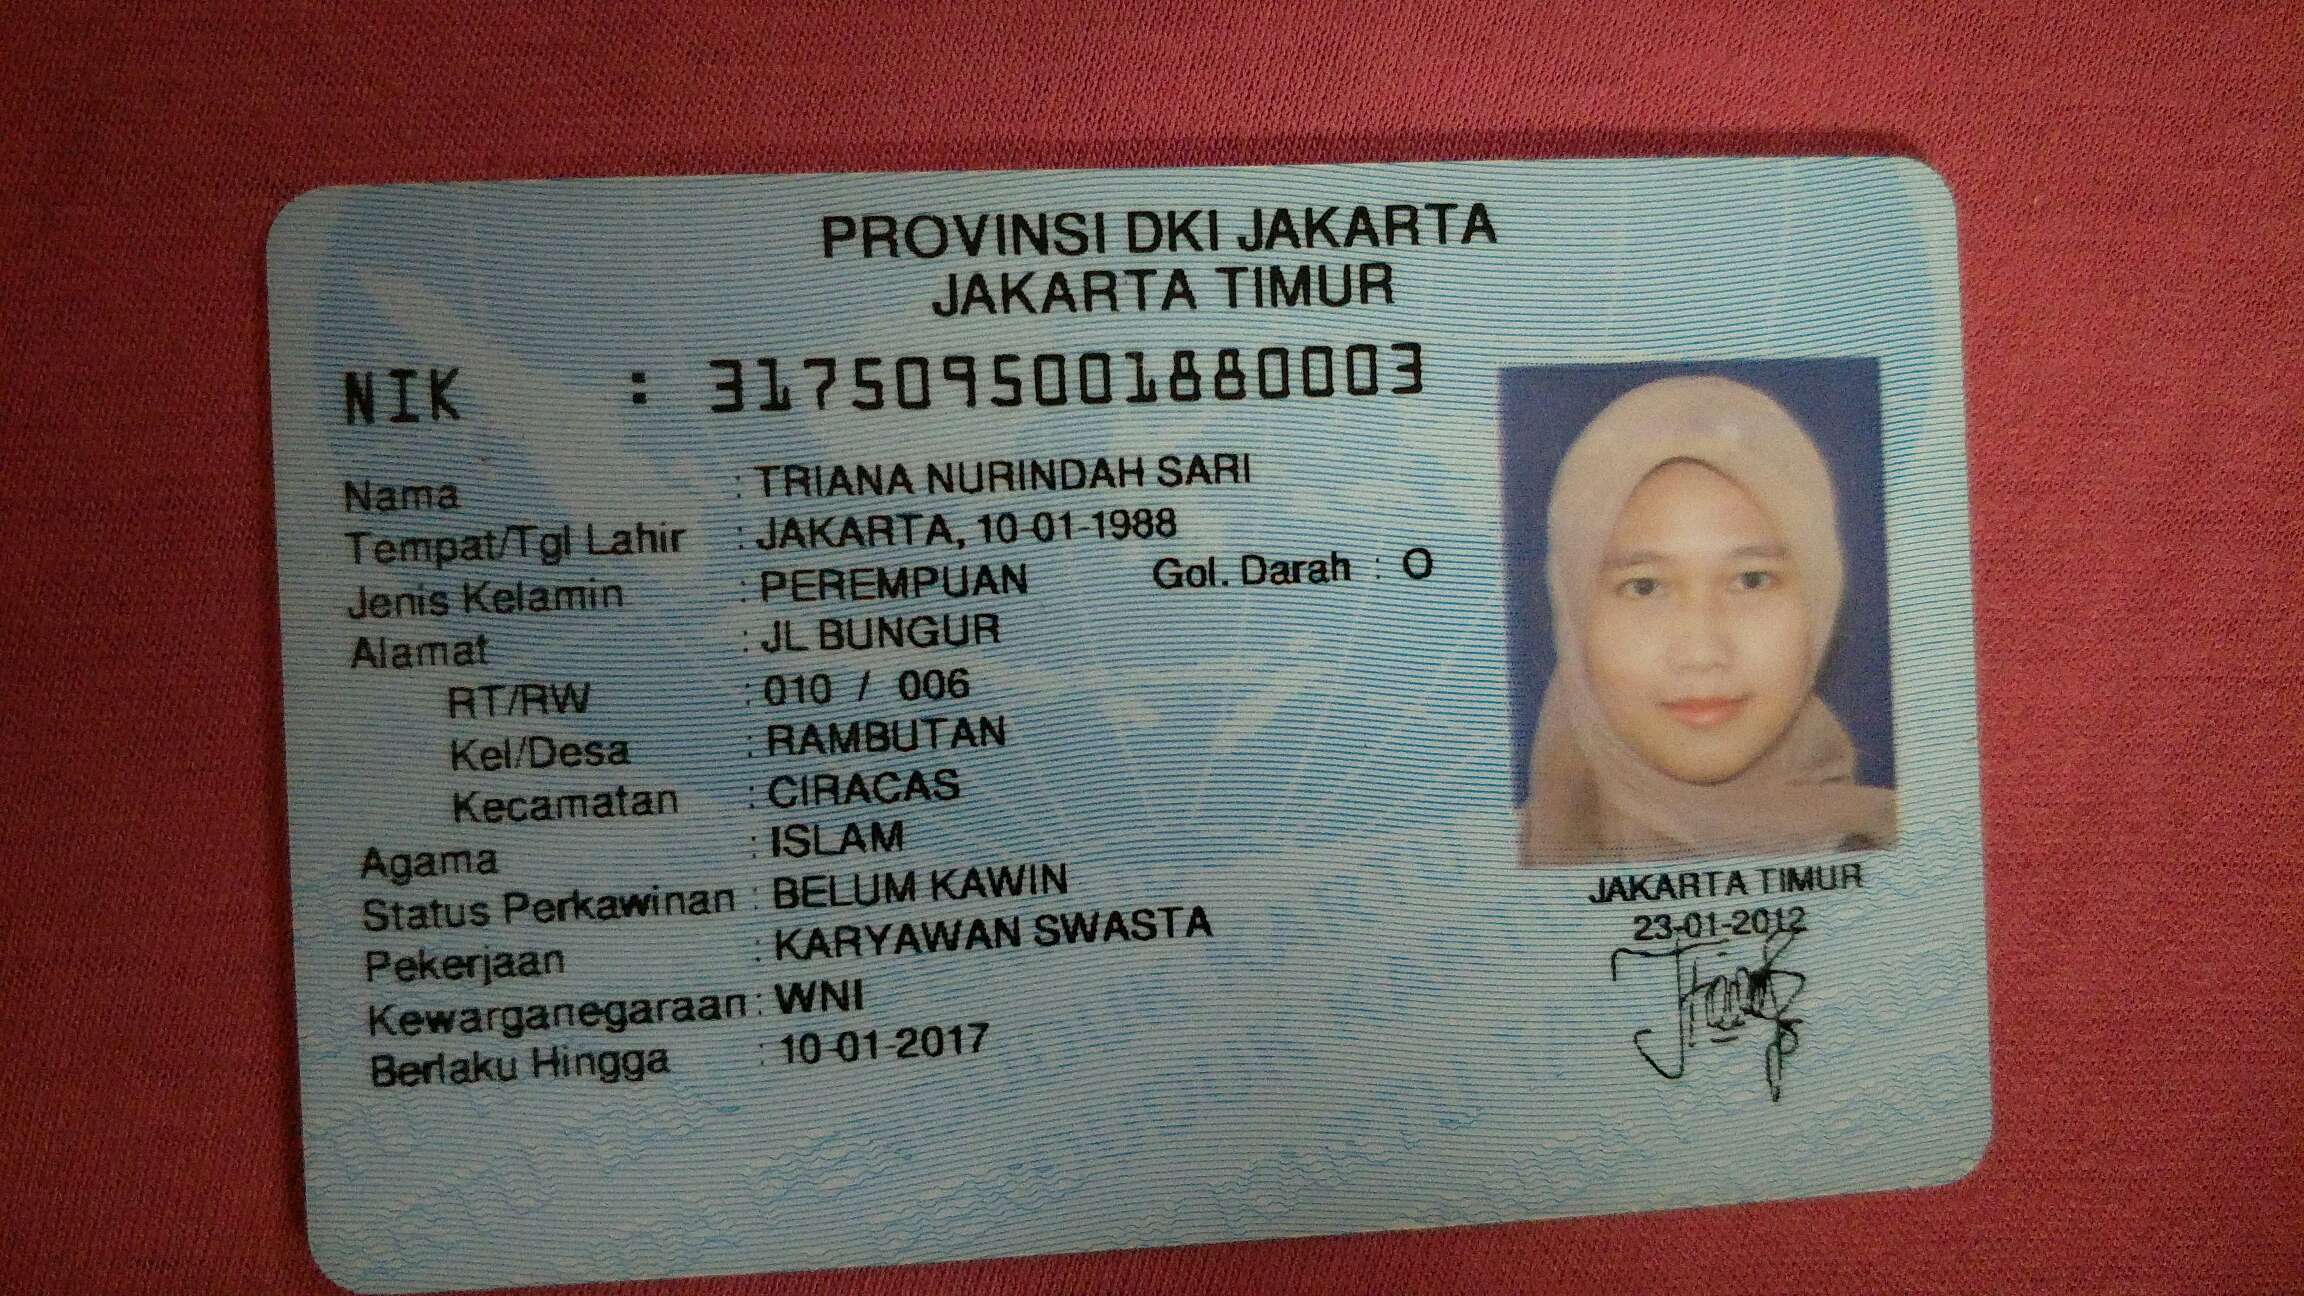 PROVINSI DKI JAKARTA
JAKARTA TIMUR
NIK : 3175095001880003
Nama : TRIANA NURINDAH SARI
Tempat/Tgl Lahir : JAKARTA, 10-01-1988
Jenis Kelamin : PEREMPUAN Gol. Darah : O
Alamat : JL BUNGUR
RT/RW : 010 / 006
Kel/Desa : RAMBUTAN
Kecamatan : CIRACAS
Agama : ISLAM
Status Perkawinan : BELUM KAWIN
Pekerjaan : KARYAWAN SWASTA
Kewarganegaraan : WNI
Berlaku Hingga : 10-01-2017
JAKARTA TIMUR
23-01-2012